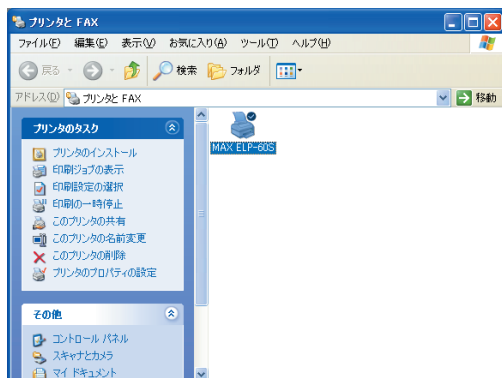 プリンタと FAX
ファイル(F) 編集(E) 表示(V) お気に入り(A) ツール(T) ヘルプ(H)
戻る 検索 フォルダ
アドレス(D) プリンタと FAX 移動
プリンタのタスク
プリンタのインストール
印刷ジョブの表示
印刷設定の選択
印刷の一時停止
このプリンタの共有
このプリンタの名前変更
このプリンタの削除
プリンタのプロパティの設定
その他
コントロール パネル
スキャナとカメラ
マイ ドキュメント
MAX ELP-60S